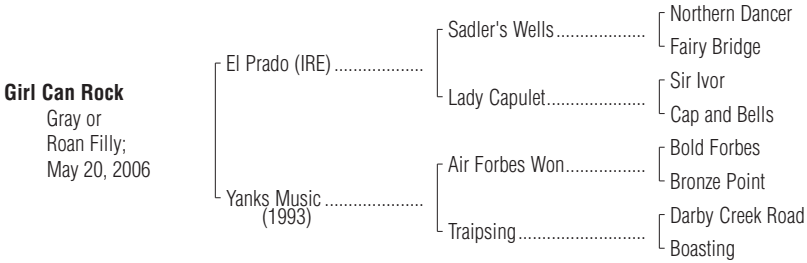 Girl Can Rock
Gray or
Roan Filly;
May 20, 2006
El Prado (IRE) ...................
Yanks Music .....................
(1993)
Sadler's Wells...................
Lady Capulet.....................
Air Forbes Won.................
Traipsing...........................
Northern Dancer
Fairy Bridge
Sir Ivor
Cap and Bells
Bold Forbes
Bronze Point
Darby Creek Road
Boasting